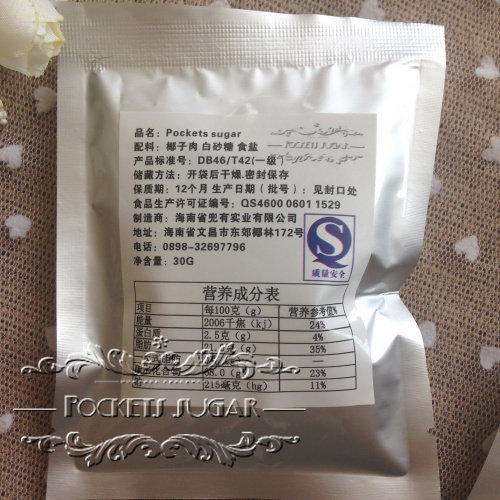 品名：Pockets sugar
配料：椰子肉 白砂糖 食盐
产品标准号：DB46/T42(一级)
储藏方法：开袋后干燥.密封保存
保质期：12个月 生产日期（批号）：见封口处
食品生产许可证编号：QS4600 0601 1529
制造商：海南省兜有实业有限公司
地址：海南省文昌市东郊椰林172号
电话：0898-32697796
净含量：30G
质量安全
营养成分表
项目 每100克(g) 营养参考值%
能量 2006千焦(kj) 24%
蛋白质 2.5克(g) 4%
脂肪 35%
68.0(g) 23%
215毫克(hg) 11%
POCKETS SUGAR
POCKETS SUGAR